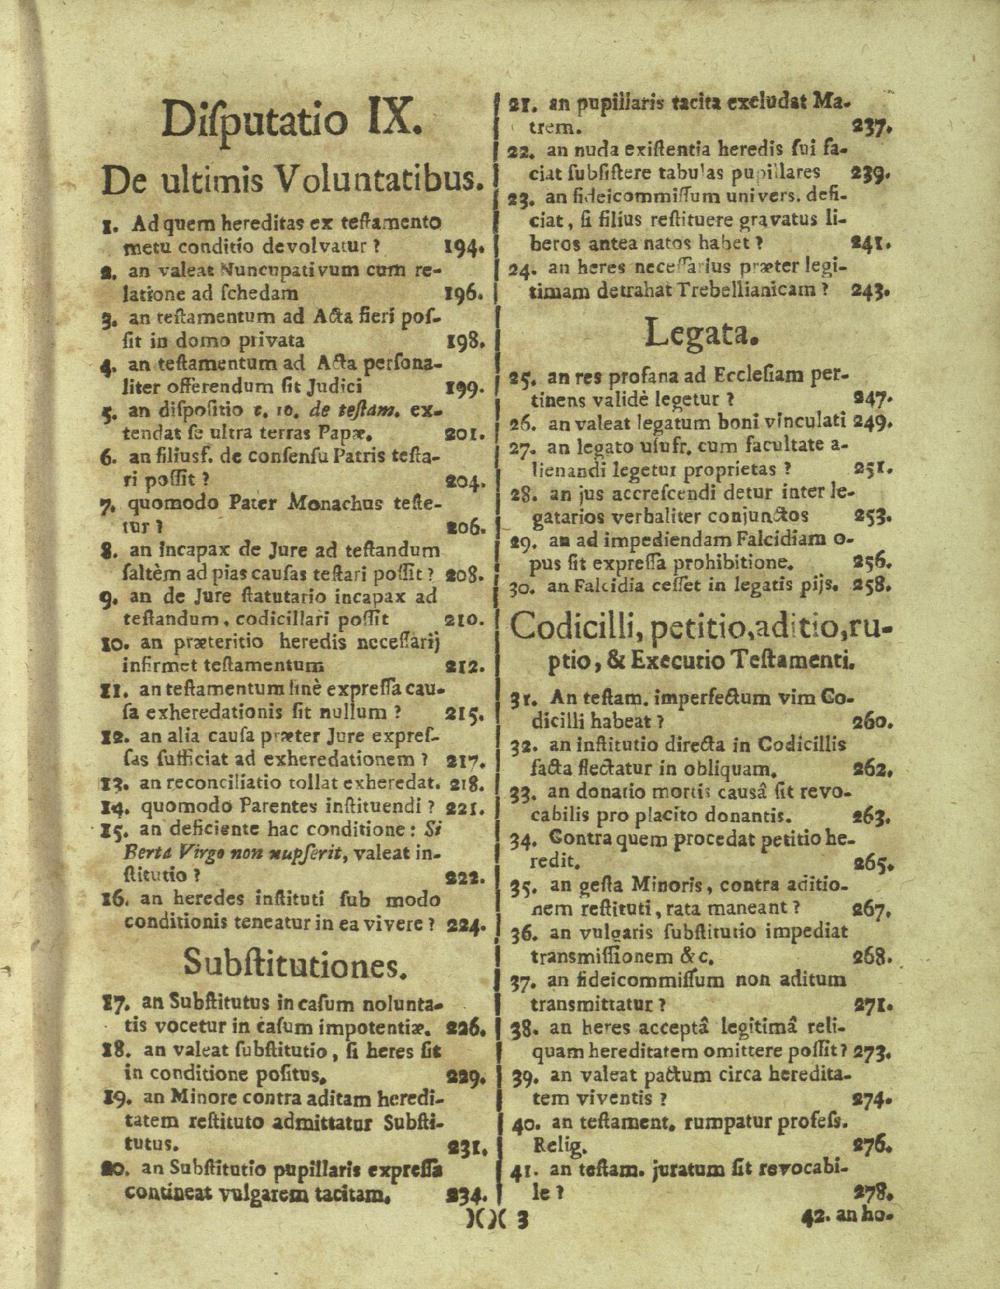 Diſputatio IX.
De ultimis Voluntatibus.
1. Ad quem hereditas ex teſtamento
metu conditio devolvatur ? 194.
2. an valeat Nuncupativum cum re-
latione ad ſchedam 196.
3. an teſtamentum ad Acta fieri poſ-
ſit in domo privata 198.
4. an teſtamentum ad Acta perſona-
liter offerendum ſit Judici 199.
5. an diſpoſitio c. 10. de teſtam. ex-
tendat ſe ultra terras Papæ. 201.
6. an filiusf. de conſenſu Patris teſta-
ri poſſit ? 204.
7. quomodo Pater Monachus teſte-
tur ? 206.
8. an Incapax de Jure ad teſtandum
ſaltèm ad pias cauſas teſtari poſſit ? 208.
9. an de Jure ſtatutario incapax ad
teſtandum, codicillari poſſit 210.
10. an præteritio heredis neceſſarij
infirmet teſtamentum 212.
11. an teſtamentum ſinè expreſſa cau-
ſa exheredationis ſit nullum ? 215.
12. an alia cauſa præter Jure expreſ-
ſas ſufficiat ad exheredationem ? 217.
13. an reconciliatio tollat exheredat. 218.
14. quomodo Parentes inſtituendi ? 221.
15. an deficiente hac conditione : Si
Berta Virgo non nupſerit, valeat in-
ſtitutio ? 222.
16. an heredes inſtituti ſub modo
conditionis teneatur in ea vivere ? 224.
Subſtitutiones.
17. an Subſtitutus in caſum nolunta-
tis vocetur in caſum impotentiæ. 226.
18. an valeat ſubſtitutio, ſi heres ſit
in conditione poſitus. 229.
19. an Minore contra aditam heredi-
tatem reſtituto admittatur Subſti-
tutus. 231.
20. an Subſtitutio pupillaris expreſſa
contineat vulgarem tacitam. 234.
21. an pupillaris tacita excludat Ma-
trem. 237.
22. an nuda exiſtentia heredis ſui fa-
ciat ſubſiſtere tabulas pupillares 239.
23. an fideicommiſſum univers. defi-
ciat, ſi filius reſtituere gravatus li-
beros antea natos habet ? 241.
24. an heres neceſſarius præter legi-
timam detrahat Trebellianicam ? 243.
Legata.
25. an res profana ad Eccleſiam per-
tinens validè legetur ? 247.
26. an valeat legatum boni vinculati 249.
27. an legato uſufr. cum facultate a-
lienandi legetur proprietas ? 251.
28. an jus accreſcendi detur inter le-
gatarios verbaliter conjunctos 253.
29. an ad impediendam Falcidiam o-
pus ſit expreſſa prohibitione. 256.
30. an Falcidia ceſſet in legatis pijs. 258.
Codicilli, petitio, aditio, ru-
ptio, & Executio Teſtamenti.
31. An teſtam. imperfectum vim Co-
dicilli habeat ? 260.
32. an inſtitutio directa in Codicillis
facta flectatur in obliquam. 262.
33. an donatio mortis causâ ſit revo-
cabilis pro placito donantis. 263.
34. Contra quem procedat petitio he-
redit. 265.
35. an geſta Minoris, contra aditio-
nem reſtituti, rata maneant ? 267.
36. an vulgaris ſubſtitutio impediat
transmiſſionem &c. 268.
37. an fideicommiſſum non aditum
transmittatur ? 271.
38. an heres acceptâ legitimâ reli-
quam hereditatem omittere poſſit ? 273.
39. an valeat pactum circa heredita-
tem viventis ? 274.
40. an teſtament. rumpatur profeſs.
Relig. 276.
41. an teſtam. juratum ſit revocabi-
le ? 278.
)( )( 3 42. an ho-